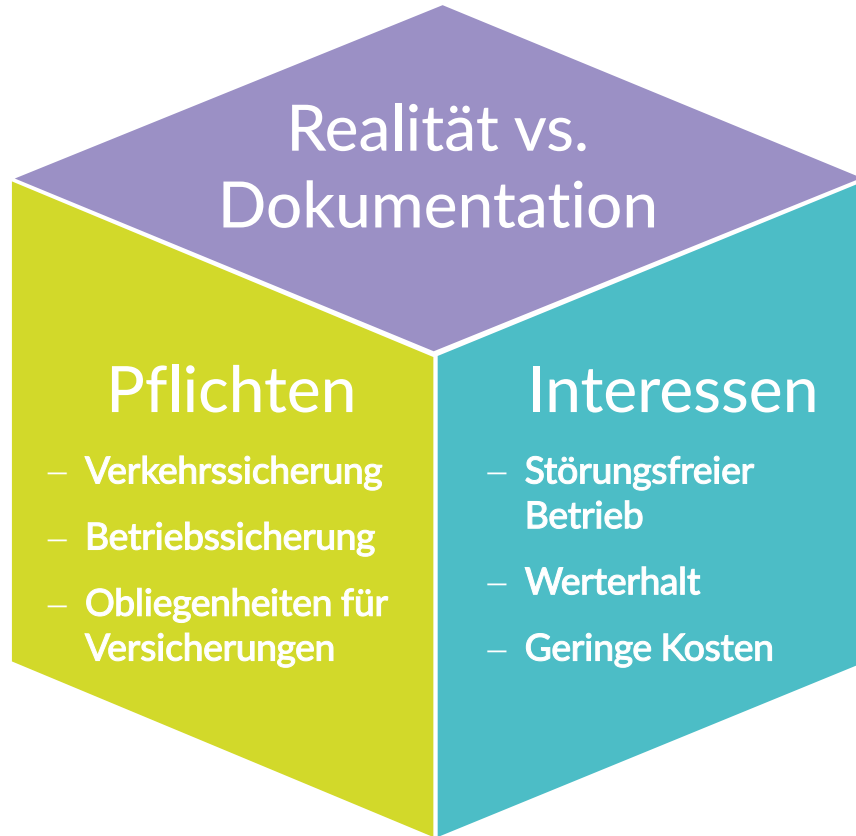 Realität vs.
Dokumentation
Pflichten
– Verkehrssicherung
– Betriebssicherung
– Obliegenheiten für
Versicherungen
Interessen
– Störungsfreier
Betrieb
– Werterhalt
– Geringe Kosten